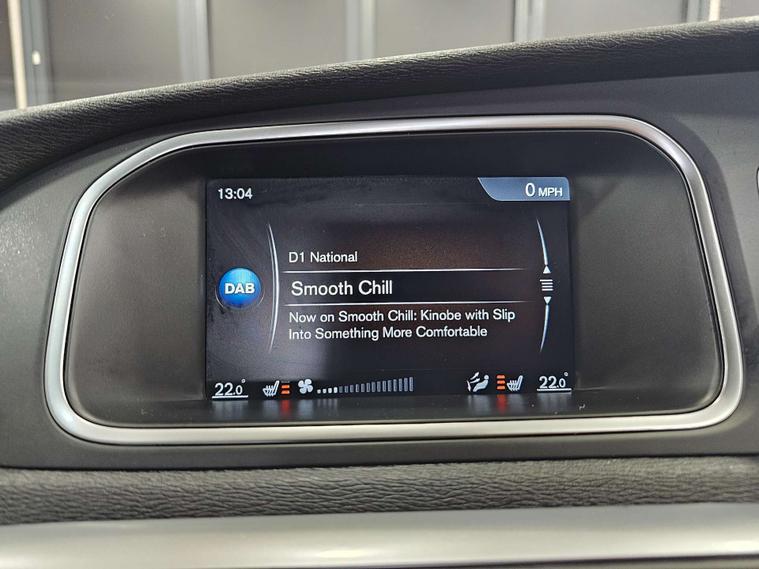 13:04
0 MPH
D1 National
DAB
Smooth Chill
Now on Smooth Chill: Kinobe with Slip
Into Something More Comfortable
22.0° 22.0°